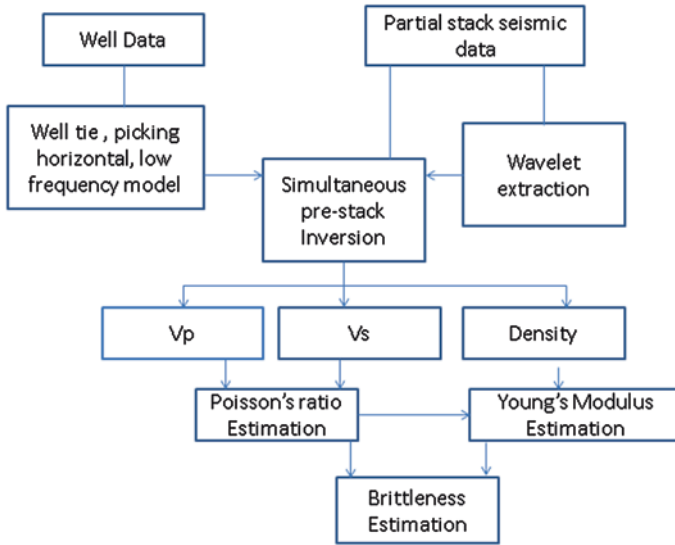 Well Data
Partial stack seismic
data
Well tie , picking
horizontal, low
frequency model
Simultaneous
pre-stack
Inversion
Wavelet
extraction
Vp
Vs
Density
Poisson's ratio
Estimation
Young's Modulus
Estimation
Brittleness
Estimation